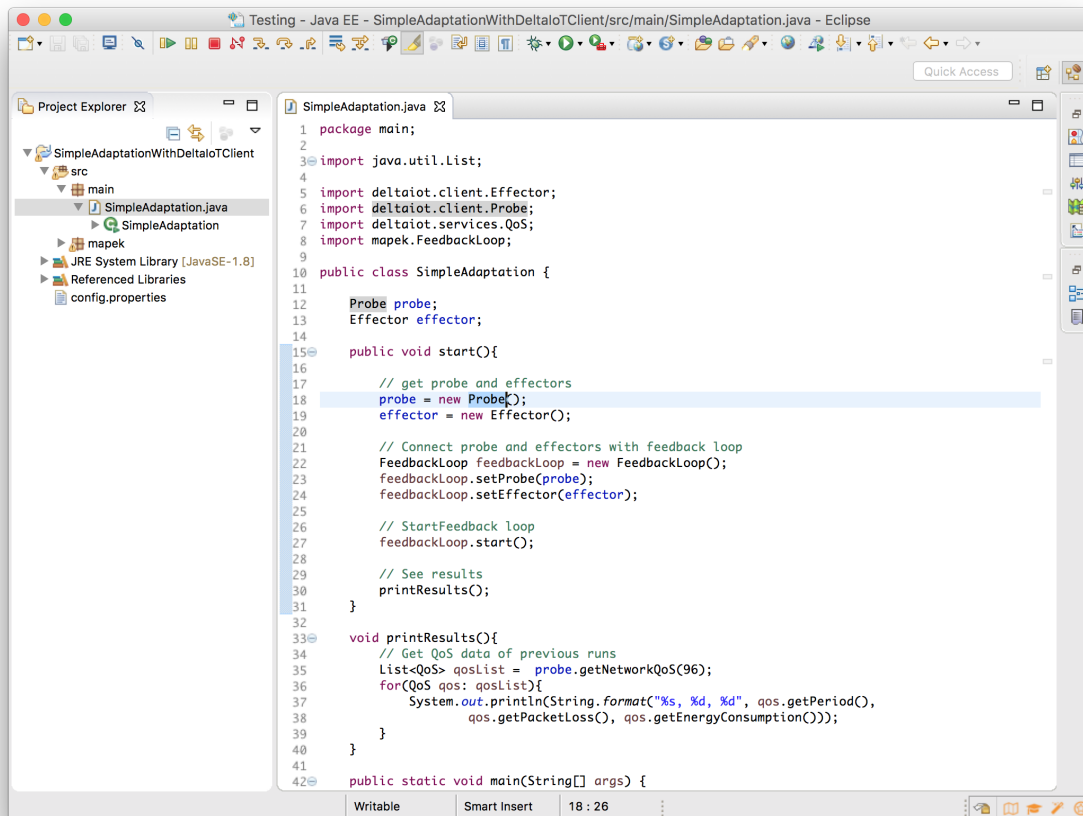 Testing - Java EE - SimpleAdaptationWithDeltaIoTClient/src/main/SimpleAdaptation.java - Eclipse
Quick Access
Project Explorer
SimpleAdaptationWithDeltaIoTClient
src
main
SimpleAdaptation.java
SimpleAdaptation
mapek
JRE System Library [JavaSE-1.8]
Referenced Libraries
config.properties
SimpleAdaptation.java
1 package main;
2
3 import java.util.List;
4
5 import deltaiot.client.Effector;
6 import deltaiot.client.Probe;
7 import deltaiot.services.QoS;
8 import mapek.FeedbackLoop;
9
10 public class SimpleAdaptation {
11
12 Probe probe;
13 Effector effector;
14
15 public void start(){
16
17 // get probe and effectors
18 probe = new Probe();
19 effector = new Effector();
20
21 // Connect probe and effectors with feedback loop
22 FeedbackLoop feedbackLoop = new FeedbackLoop();
23 feedbackLoop.setProbe(probe);
24 feedbackLoop.setEffector(effector);
25
26 // StartFeedback loop
27 feedbackLoop.start();
28
29 // See results
30 printResults();
31 }
32
33 void printResults(){
34 // Get QoS data of previous runs
35 List<QoS> qosList =  probe.getNetworkQoS(96);
36 for(QoS qos: qosList){
37 System.out.println(String.format("%s, %d, %d", qos.getPeriod(),
38 qos.getPacketLoss(), qos.getEnergyConsumption()));
39 }
40 }
41
42 public static void main(String[] args) {
Writable
Smart Insert
18 : 26